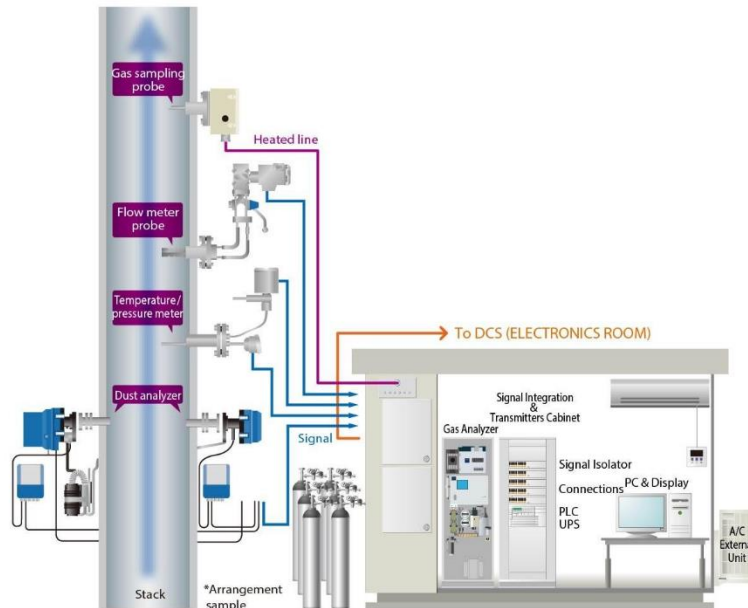 Gas sampling
probe
Heated line
Flow meter
probe
Temperature/
pressure meter
To DCS (ELECTRONICS ROOM)
Dust analyzer
Signal
Signal Integration
&
Transmitters Cabinet
Gas Analyzer
Signal Isolator
Connections
PC & Display
PLC
UPS
A/C
External
Unit
Stack
*Arrangement
sample